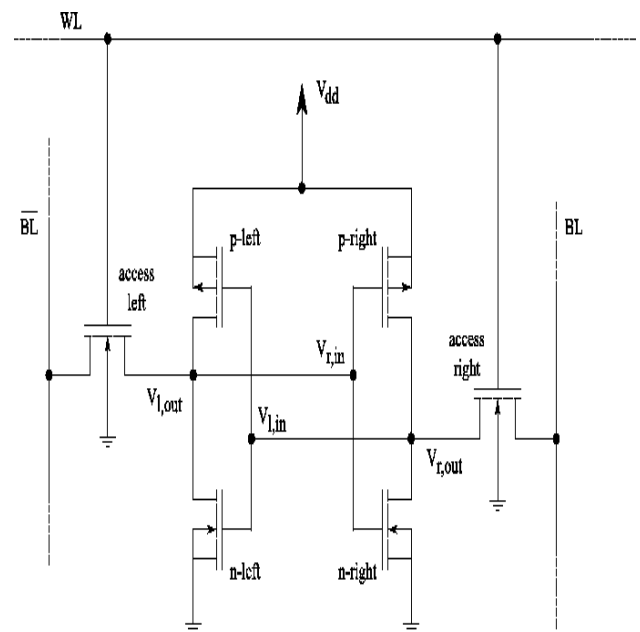 WL
V_dd
B̅L̅
p-left
p-right
BL
access
left
V_r,in
access
right
V_l,out
V_l,in
V_r,out
n-left
n-right